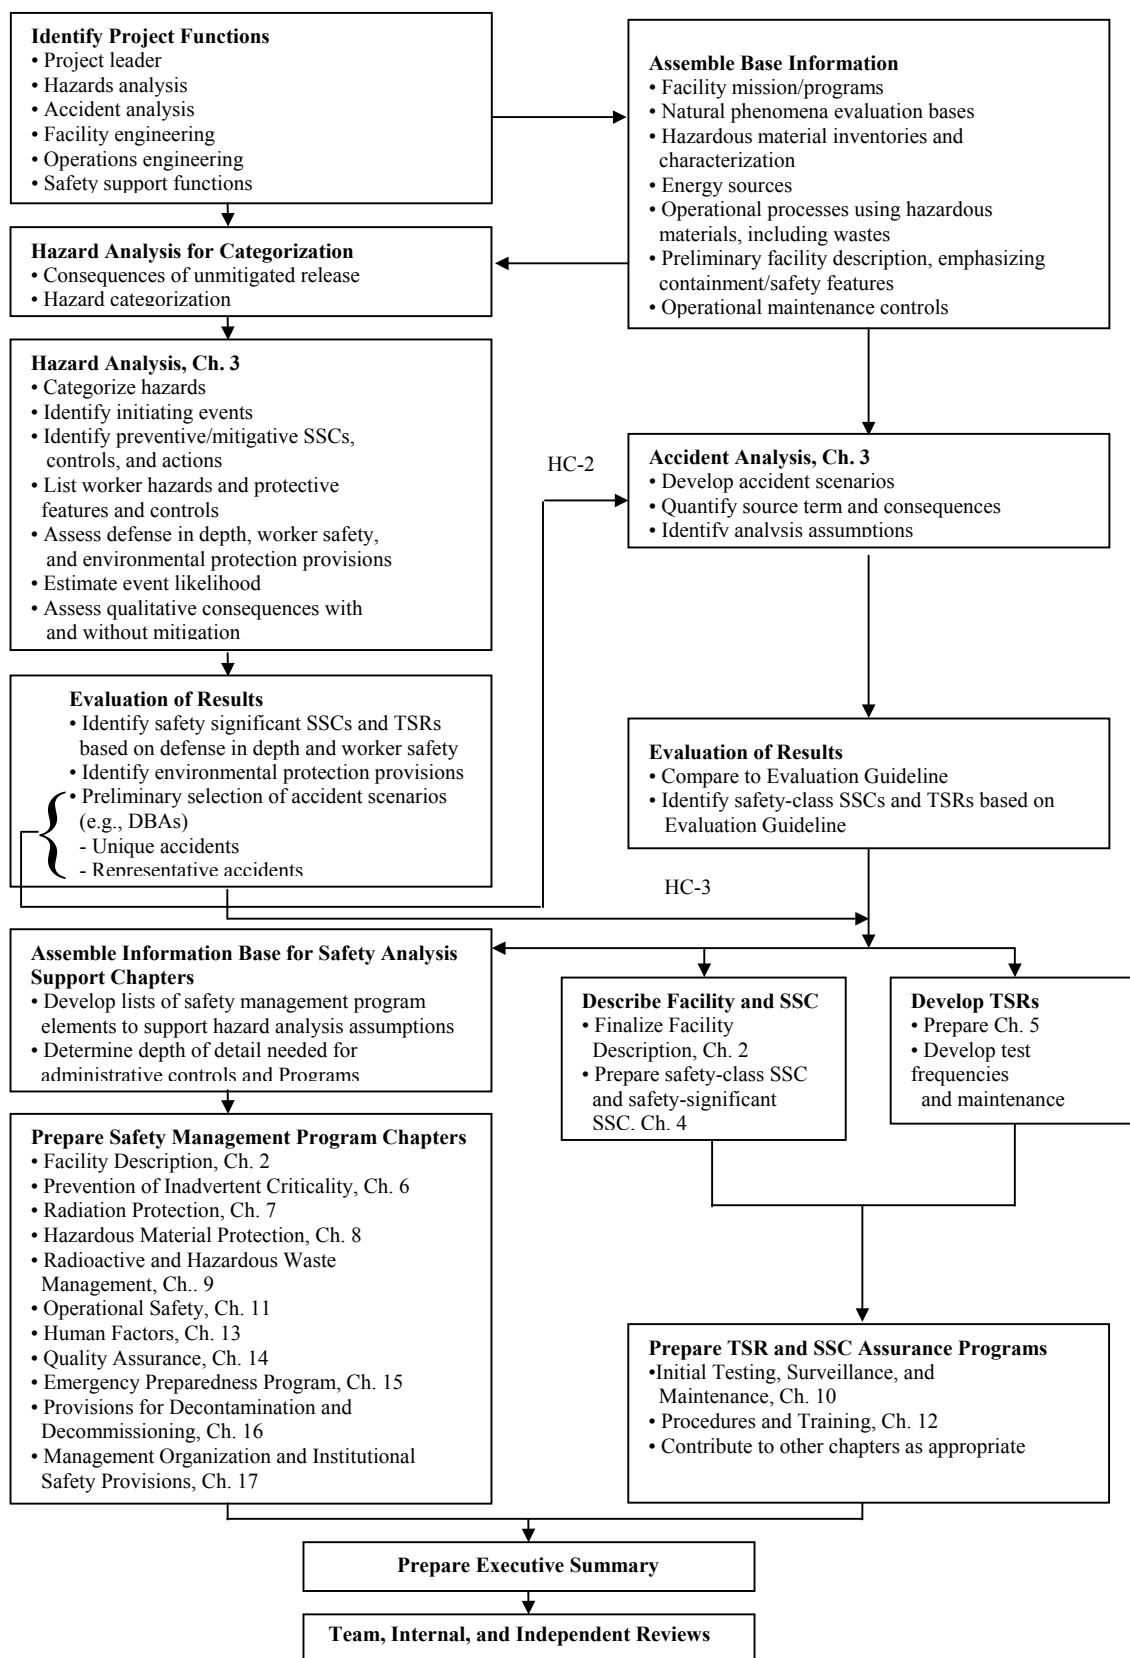 Identify Project Functions
• Project leader
• Hazards analysis
• Accident analysis
• Facility engineering
• Operations engineering
• Safety support functions
Assemble Base Information
• Facility mission/programs
• Natural phenomena evaluation bases
• Hazardous material inventories and
characterization
• Energy sources
• Operational processes using hazardous
materials, including wastes
• Preliminary facility description, emphasizing
containment/safety features
• Operational maintenance controls
Hazard Analysis for Categorization
• Consequences of unmitigated release
• Hazard categorization
Hazard Analysis, Ch. 3
• Categorize hazards
• Identify initiating events
• Identify preventive/mitigative SSCs,
controls, and actions
• List worker hazards and protective
features and controls
• Assess defense in depth, worker safety,
and environmental protection provisions
• Estimate event likelihood
• Assess qualitative consequences with
and without mitigation
HC-2
Accident Analysis, Ch. 3
• Develop accident scenarios
• Quantify source term and consequences
• Identify analysis assumptions
Evaluation of Results
• Identify safety significant SSCs and TSRs
based on defense in depth and worker safety
• Identify environmental protection provisions
• Preliminary selection of accident scenarios
(e.g., DBAs)
- Unique accidents
- Representative accidents
Evaluation of Results
• Compare to Evaluation Guideline
• Identify safety-class SSCs and TSRs based on
Evaluation Guideline
HC-3
Assemble Information Base for Safety Analysis
Support Chapters
• Develop lists of safety management program
elements to support hazard analysis assumptions
• Determine depth of detail needed for
administrative controls and Programs
Describe Facility and SSC
• Finalize Facility
Description, Ch. 2
• Prepare safety-class SSC
and safety-significant
SSC, Ch. 4
Develop TSRs
• Prepare Ch. 5
• Develop test
frequencies
and maintenance
Prepare Safety Management Program Chapters
• Facility Description, Ch. 2
• Prevention of Inadvertent Criticality, Ch. 6
• Radiation Protection, Ch. 7
• Hazardous Material Protection, Ch. 8
• Radioactive and Hazardous Waste
Management, Ch.. 9
• Operational Safety, Ch. 11
• Human Factors, Ch. 13
• Quality Assurance, Ch. 14
• Emergency Preparedness Program, Ch. 15
• Provisions for Decontamination and
Decommissioning, Ch. 16
• Management Organization and Institutional
Safety Provisions, Ch. 17
Prepare TSR and SSC Assurance Programs
•Initial Testing, Surveillance, and
Maintenance, Ch. 10
• Procedures and Training, Ch. 12
• Contribute to other chapters as appropriate
Prepare Executive Summary
Team, Internal, and Independent Reviews